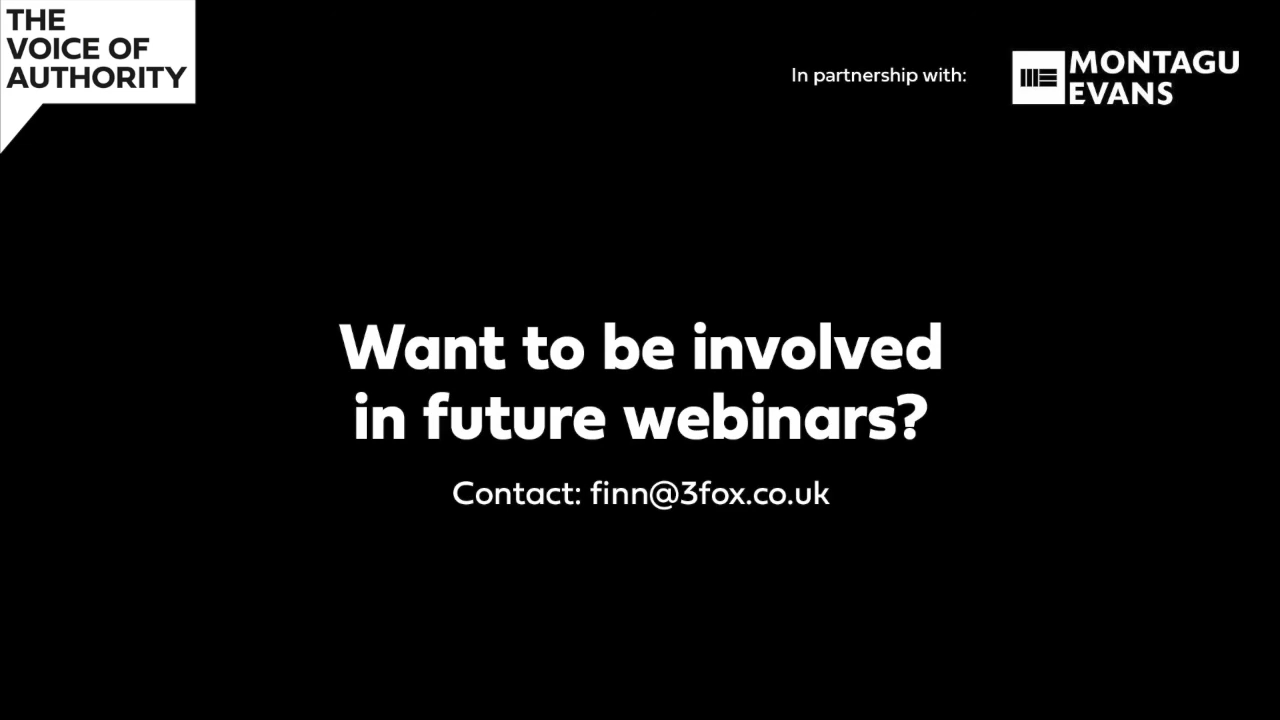 THE
VOICE OF
AUTHORITY
In partnership with:
MONTAGU
EVANS
Want to be involved
in future webinars?
Contact: finn@3fox.co.uk